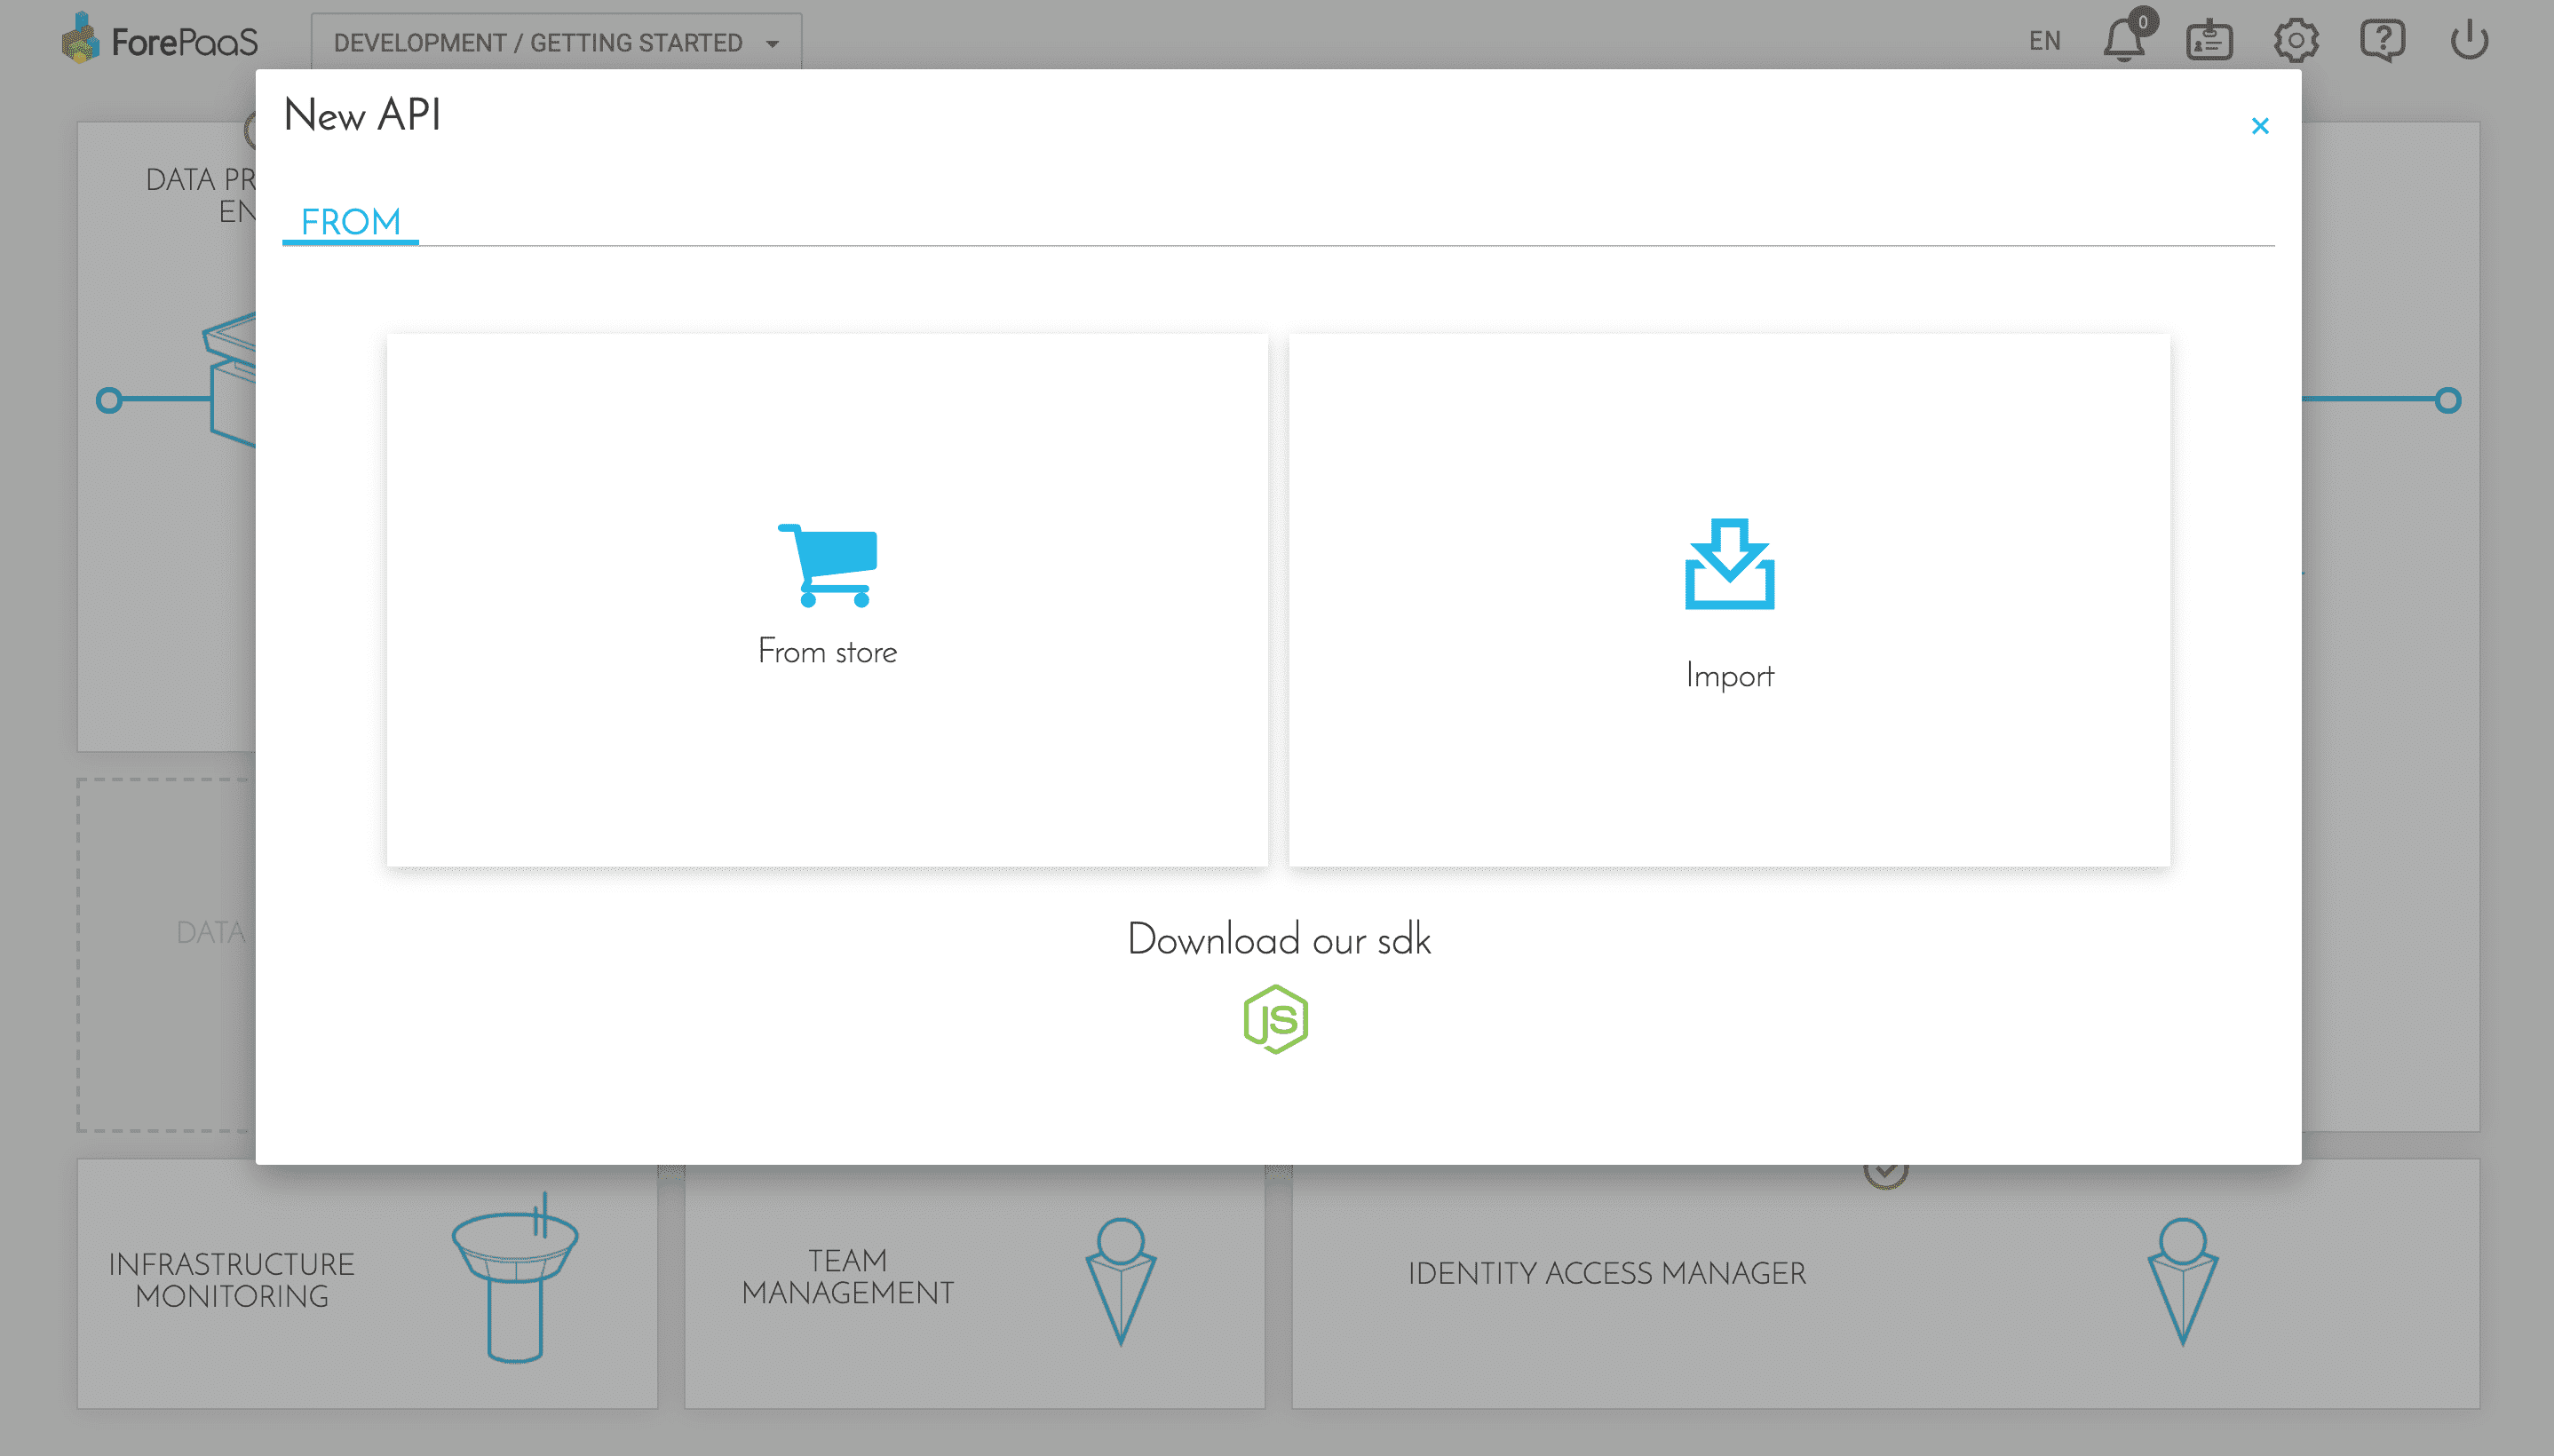 ForePaaS
DEVELOPMENT / GETTING STARTED
EN
0
?
New API
DATA PR
EN
FROM
From store
Import
DATA
Download our sdk
JS
INFRASTRUCTURE
MONITORING
TEAM
MANAGEMENT
IDENTITY ACCESS MANAGER